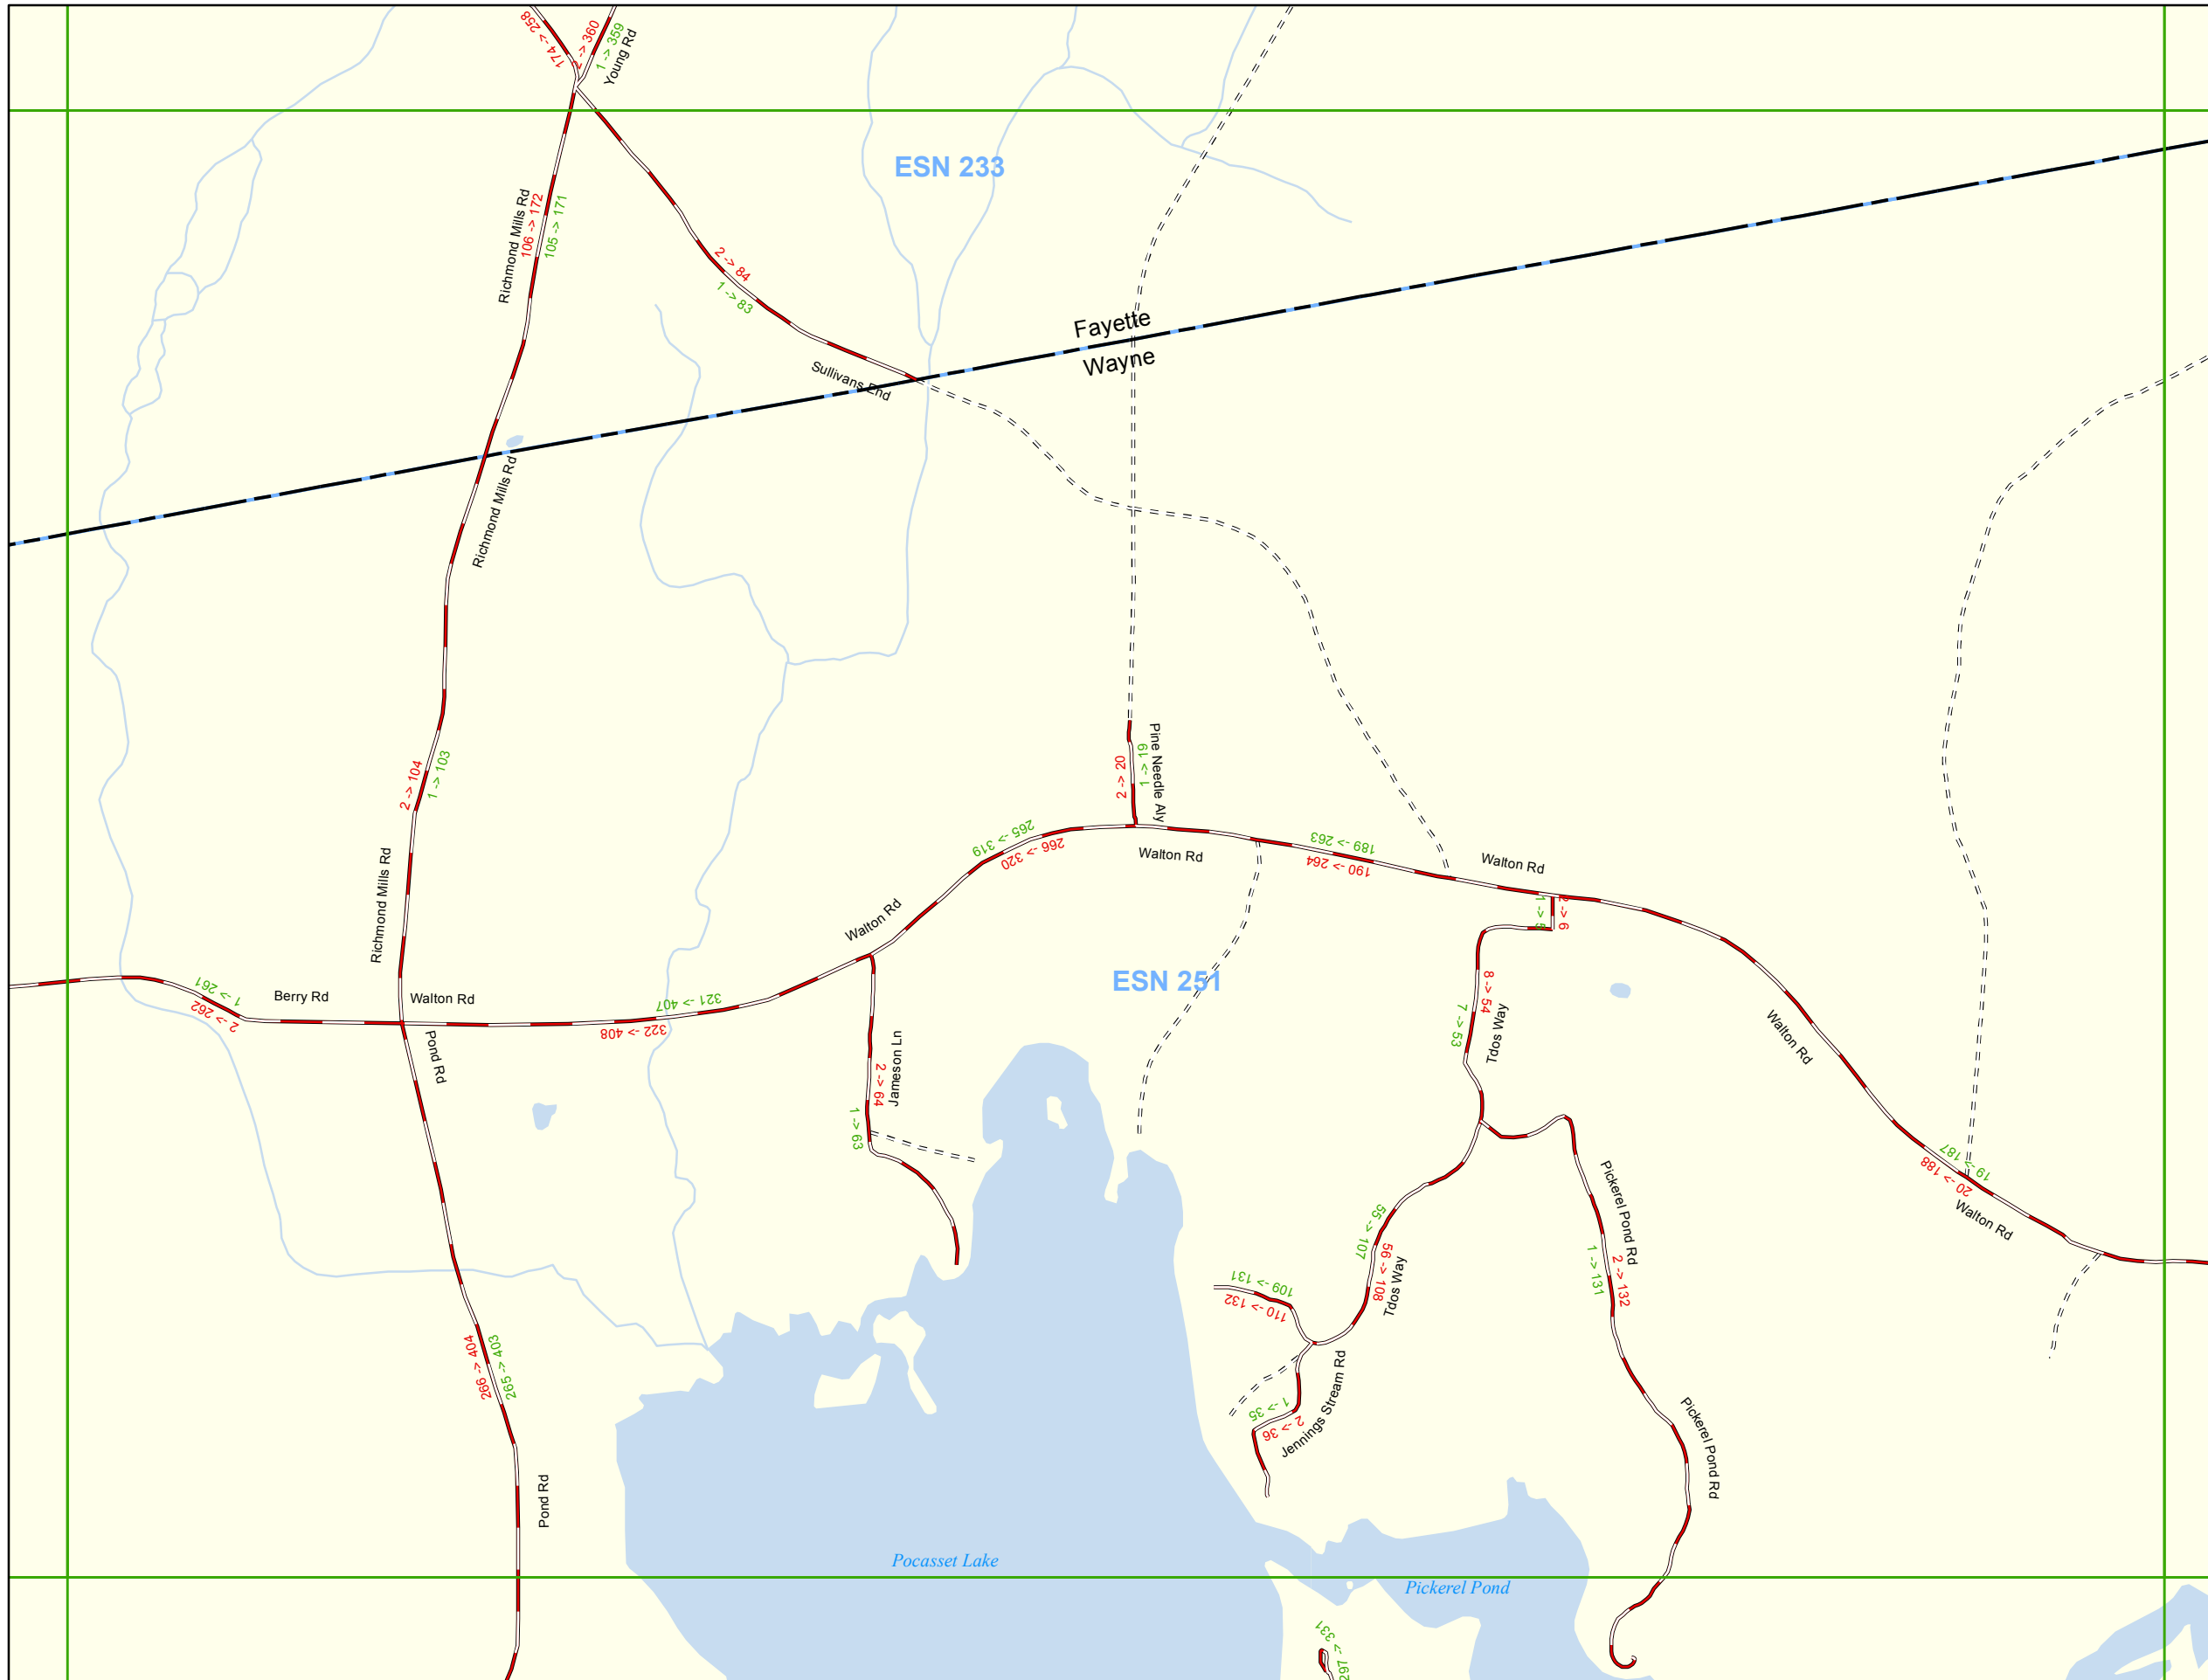 174 -> 258
2 -> 360
1 -> 359
Young Rd
ESN 233
Richmond Mills Rd
106 -> 172
105 -> 171
2 -> 84
1 -> 83
Fayette
Wayne
Sullivans End
Richmond Mills Rd
2 -> 20
1 -> 19
Pine Needle Aly
2 -> 104
1 -> 103
265 -> 319
266 -> 320
Walton Rd
189 -> 263
190 -> 264
Walton Rd
Richmond Mills Rd
Walton Rd
1 -> 5
2 -> 6
ESN 251
1 -> 261
2 -> 262
Berry Rd
Walton Rd
321 -> 407
322 -> 408
8 -> 54
7 -> 53
Tdos Way
Walton Rd
Pond Rd
Jameson Ln
2 -> 64
1 -> 63
19 -> 187
20 -> 188
Walton Rd
Pickerel Pond Rd
55 -> 107
56 -> 108
Tdos Way
1 -> 131
2 -> 132
109 -> 131
110 -> 132
266 -> 404
265 -> 403
Jennings Stream Rd
1 -> 35
2 -> 36
Pickerel Pond Rd
Pond Rd
Pocasset Lake
Pickerel Pond
297 -> 331